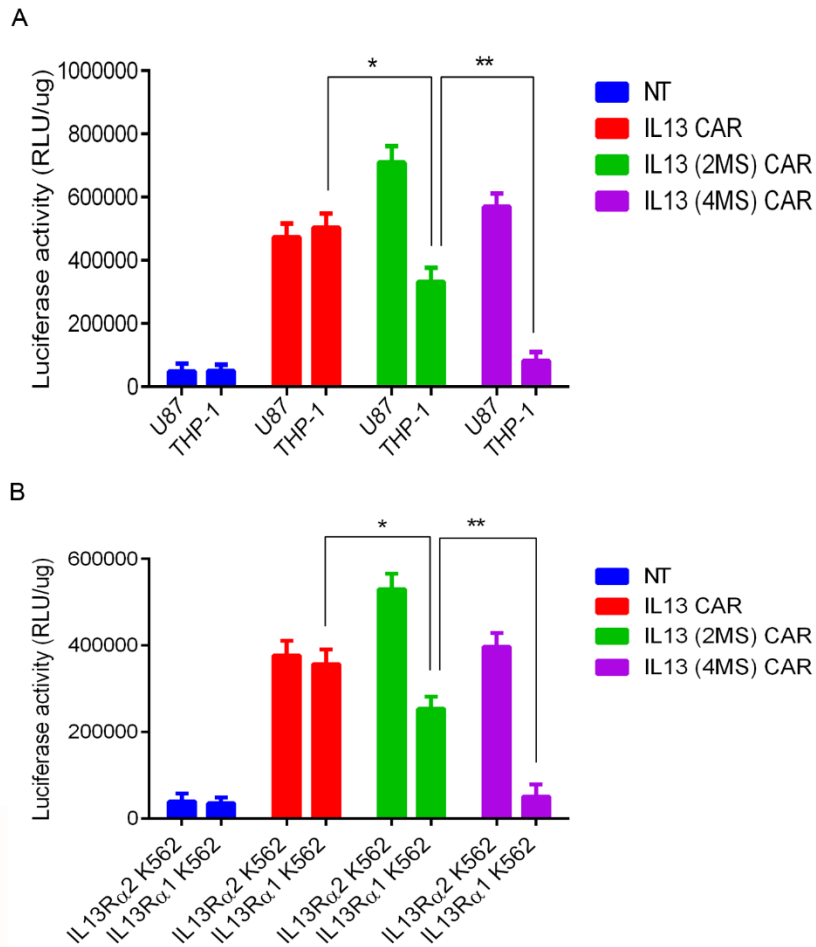 A
Luciferase activity (RLU/ug)
1000000
800000
600000
400000
200000
0
* **
U87 THP-1 U87 THP-1 U87 THP-1 U87 THP-1
NT
IL13 CAR
IL13 (2MS) CAR
IL13 (4MS) CAR
B
Luciferase activity (RLU/ug)
600000
400000
200000
0
* **
IL13Rα2 K562 IL13Rα1 K562 IL13Rα2 K562 IL13Rα1 K562 IL13Rα2 K562 IL13Rα1 K562 IL13Rα2 K562 IL13Rα1 K562
NT
IL13 CAR
IL13 (2MS) CAR
IL13 (4MS) CAR